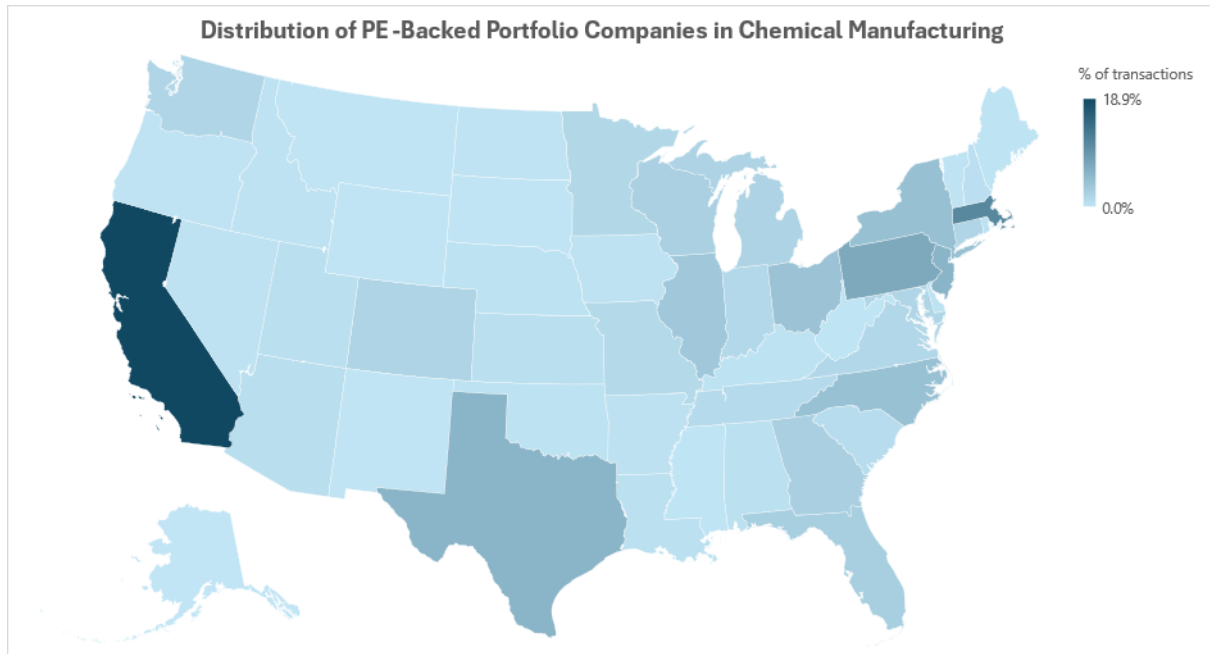 Distribution of PE-Backed Portfolio Companies in Chemical Manufacturing
% of transactions
18.9%
0.0%